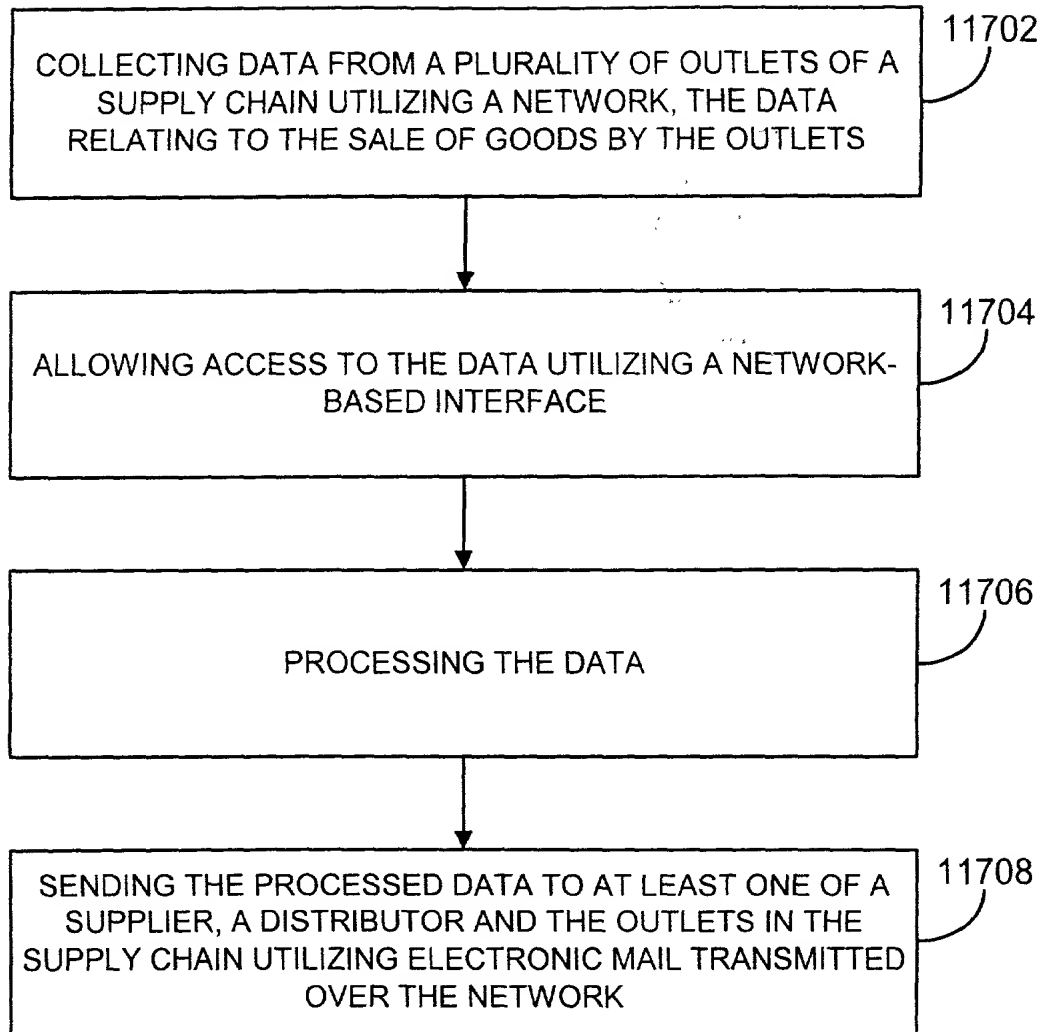 11702
COLLECTING DATA FROM A PLURALITY OF OUTLETS OF A
SUPPLY CHAIN UTILIZING A NETWORK, THE DATA
RELATING TO THE SALE OF GOODS BY THE OUTLETS
11704
ALLOWING ACCESS TO THE DATA UTILIZING A NETWORK-
BASED INTERFACE
11706
PROCESSING THE DATA
11708
SENDING THE PROCESSED DATA TO AT LEAST ONE OF A
SUPPLIER, A DISTRIBUTOR AND THE OUTLETS IN THE
SUPPLY CHAIN UTILIZING ELECTRONIC MAIL TRANSMITTED
OVER THE NETWORK